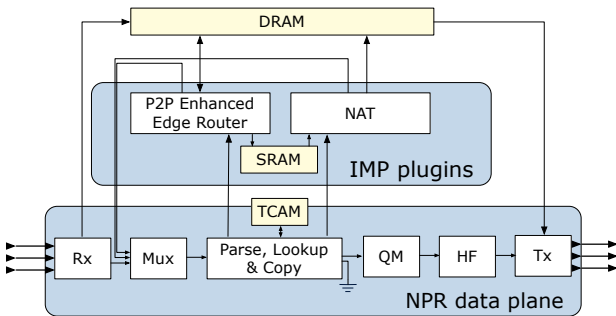 DRAM
P2P Enhanced
Edge Router
NAT
SRAM
IMP plugins
TCAM
Rx
Mux
Parse, Lookup
& Copy
QM
HF
Tx
NPR data plane